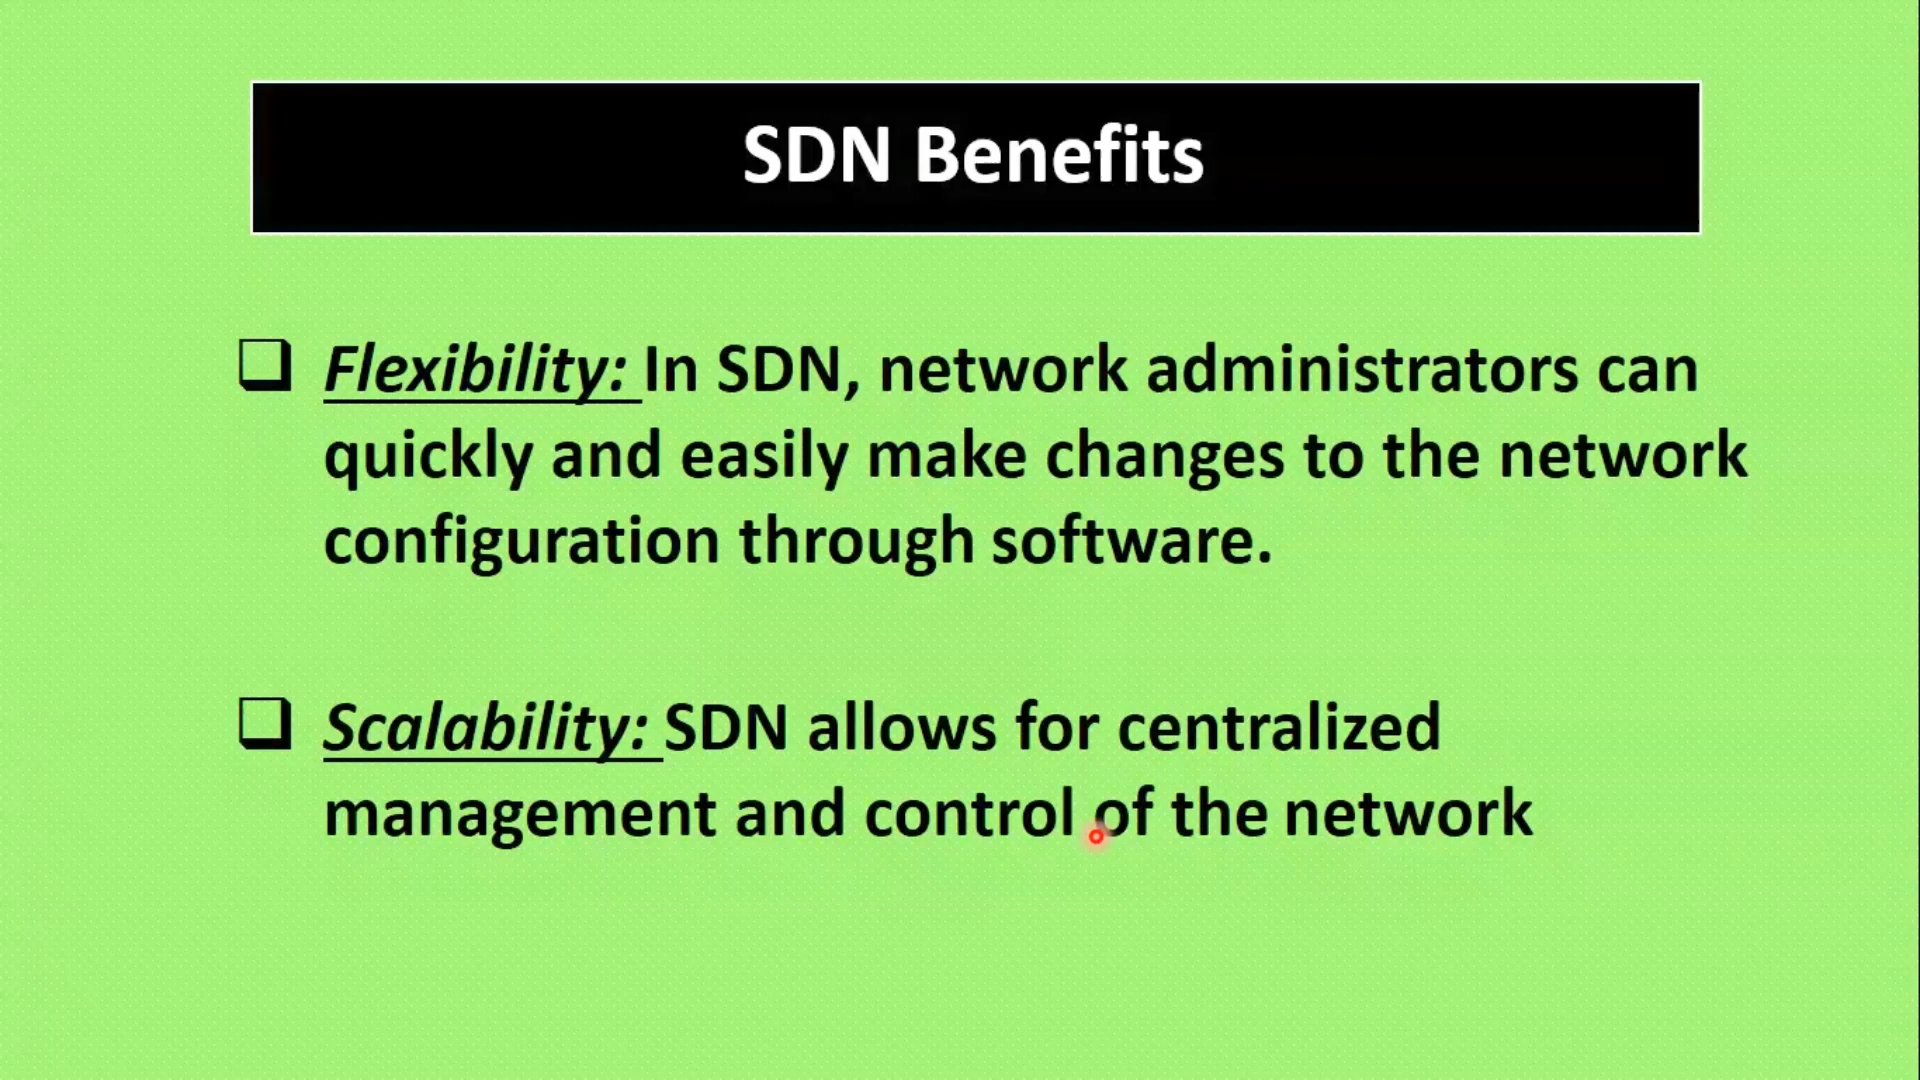 SDN Benefits
Flexibility: In SDN, network administrators can
quickly and easily make changes to the network
configuration through software.
Scalability: SDN allows for centralized
management and control of the network